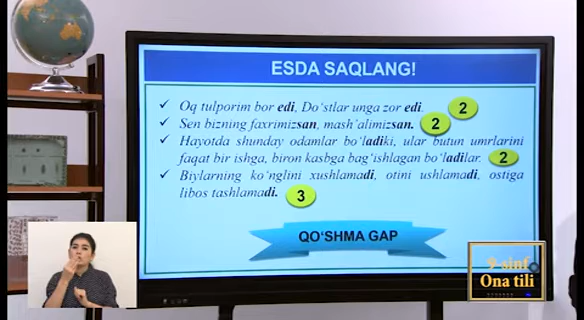 ESDA SAQLANG!
Oq tulporim bor edi, Do‘stlar unga zor edi. 2
Sen bizning faxrimizsan, mash’alimizsan. 2
Hayotda shunday odamlar bo‘ladiki, ular butun umrlarini
faqat bir ishga, biron kasbga bag‘ishlagan bo‘ladilar. 2
Biylarning ko‘nglini xushlamadi, otini ushlamadi, ostiga
libos tashlamadi. 3
QO‘SHMA GAP
9-sinf
Ona tili